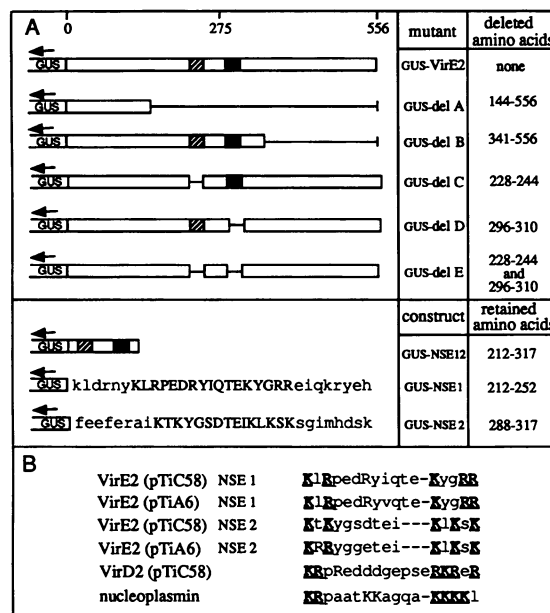 A 0 275 556 mutant deleted amino acids
GUS GUS-VirE2 none
GUS GUS-del A 144-556
GUS GUS-del B 341-556
GUS GUS-del C 228-244
GUS GUS-del D 296-310
GUS GUS-del E 228-244 and 296-310
construct retained amino acids
GUS GUS-NSE12 212-317
GUS kldrnyKLRPEDRYIQTEKYGRReiqkryeh GUS-NSE1 212-252
GUS feeferaiKTKYGSDTEIKLKSKsgimhdsk GUS-NSE2 288-317
B
VirE2 (pTiC58) NSE 1 KlRpedRyiqte-KygRR
VirE2 (pTiA6) NSE 1 KlRpedRyvqte-KygRR
VirE2 (pTiC58) NSE 2 KtKygsdtei---KlKsK
VirE2 (pTiA6) NSE 2 KRRyggetei---KlKsK
VirD2 (pTiC58) KRpRedddgepseRKReR
nucleoplasmin KRpaatKKagqa-KKKKl